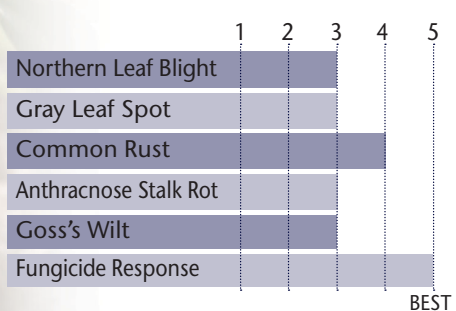 1 2 3 4 5
Northern Leaf Blight
Gray Leaf Spot
Common Rust
Anthracnose Stalk Rot
Goss's Wilt
Fungicide Response
BEST